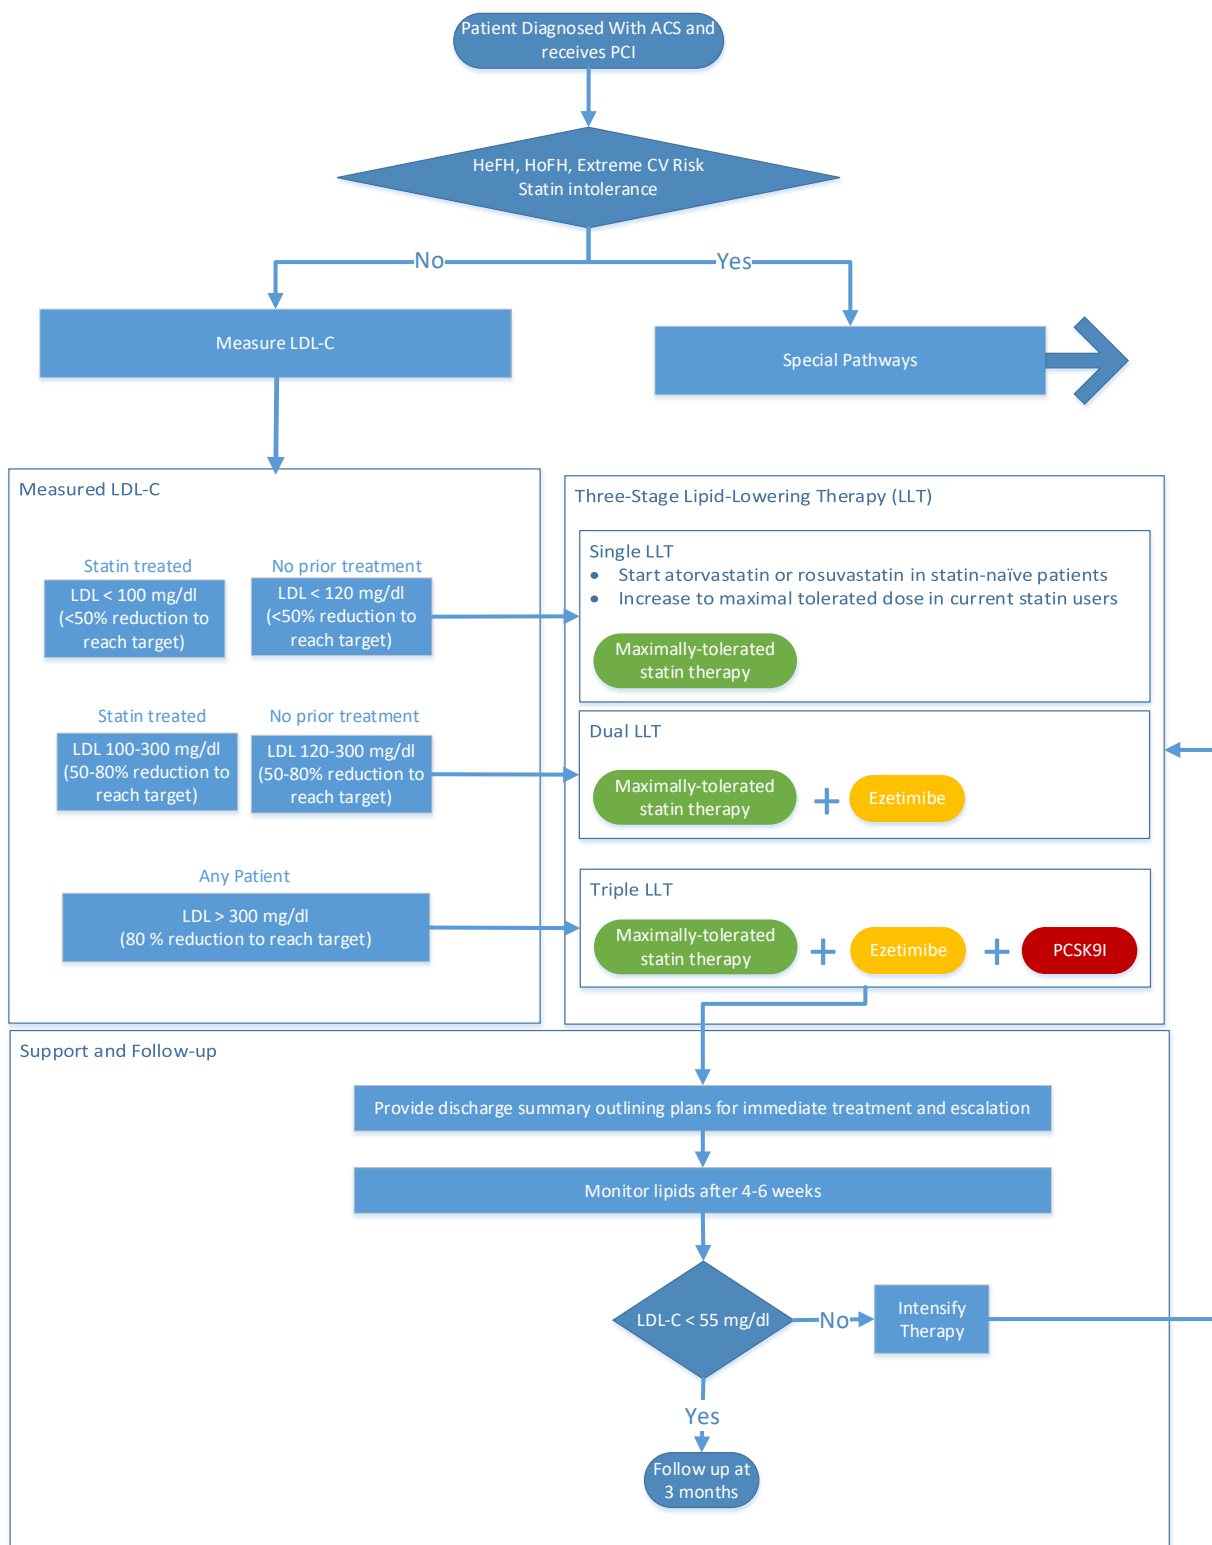 Patient Diagnosed With ACS and
receives PCI
HeFH, HoFH, Extreme CV Risk
Statin intolerance
No
Yes
Measure LDL-C
Special Pathways
Measured LDL-C
Statin treated
LDL < 100 mg/dl
(<50% reduction to
reach target)
No prior treatment
LDL < 120 mg/dl
(<50% reduction to
reach target)
Statin treated
LDL 100-300 mg/dl
(50-80% reduction to
reach target)
No prior treatment
LDL 120-300 mg/dl
(50-80% reduction to
reach target)
Any Patient
LDL > 300 mg/dl
(80 % reduction to reach target)
Three-Stage Lipid-Lowering Therapy (LLT)
Single LLT
• Start atorvastatin or rosuvastatin in statin-naïve patients
• Increase to maximal tolerated dose in current statin users
Maximally-tolerated
statin therapy
Dual LLT
Maximally-tolerated
statin therapy
+
Ezetimibe
Triple LLT
Maximally-tolerated
statin therapy
+
Ezetimibe
+
PCSK9I
Support and Follow-up
Provide discharge summary outlining plans for immediate treatment and escalation
Monitor lipids after 4-6 weeks
LDL-C < 55 mg/dl
No
Intensify
Therapy
Yes
Follow up at
3 months